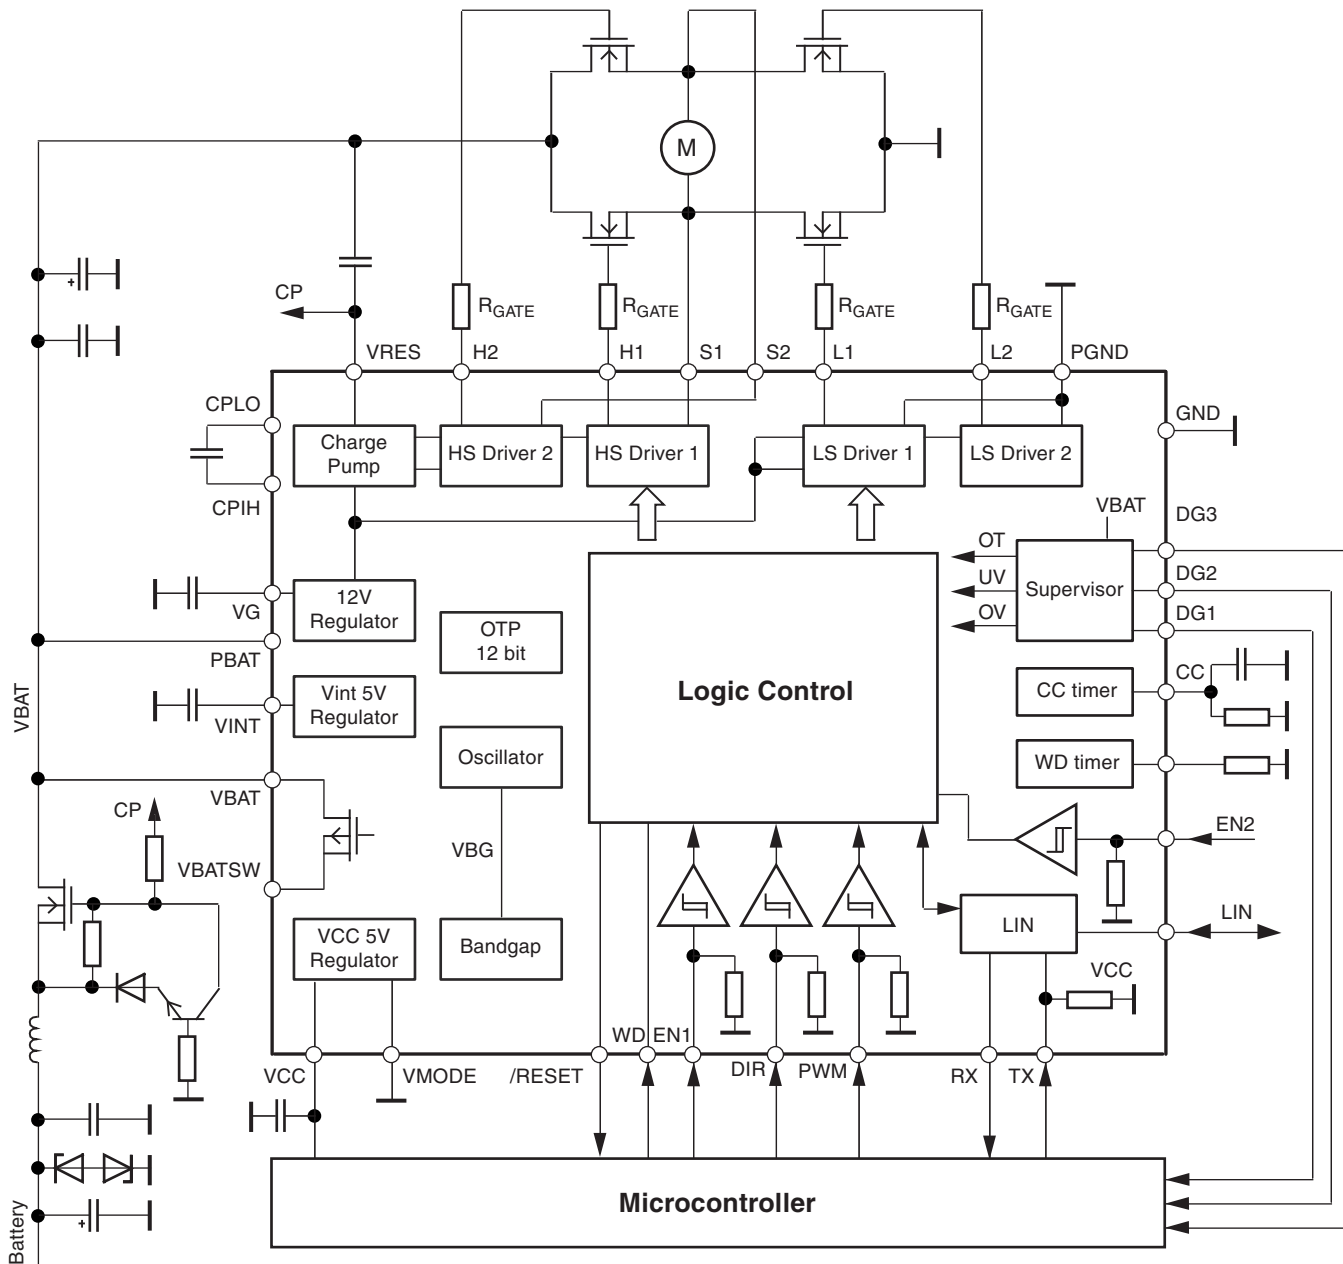 M
CP
RGATE
RGATE
RGATE
RGATE
VRES
H2
H1
S1
S2
L1
L2
PGND
CPLO
GND
Charge
Pump
HS Driver 2
HS Driver 1
LS Driver 1
LS Driver 2
CPIH
VBAT
DG3
OT
UV
OV
Supervisor
DG2
DG1
VG
12V
Regulator
OTP
12 bit
PBAT
Logic Control
CC
CC timer
VBAT
VINT
Vint 5V
Regulator
Oscillator
WD timer
VBAT
CP
VBG
EN2
VBATSW
LIN
LIN
VCC 5V
Regulator
Bandgap
VCC
WD
EN1
VCC
VMODE
/RESET
DIR
PWM
RX
TX
+
+
Microcontroller
Battery